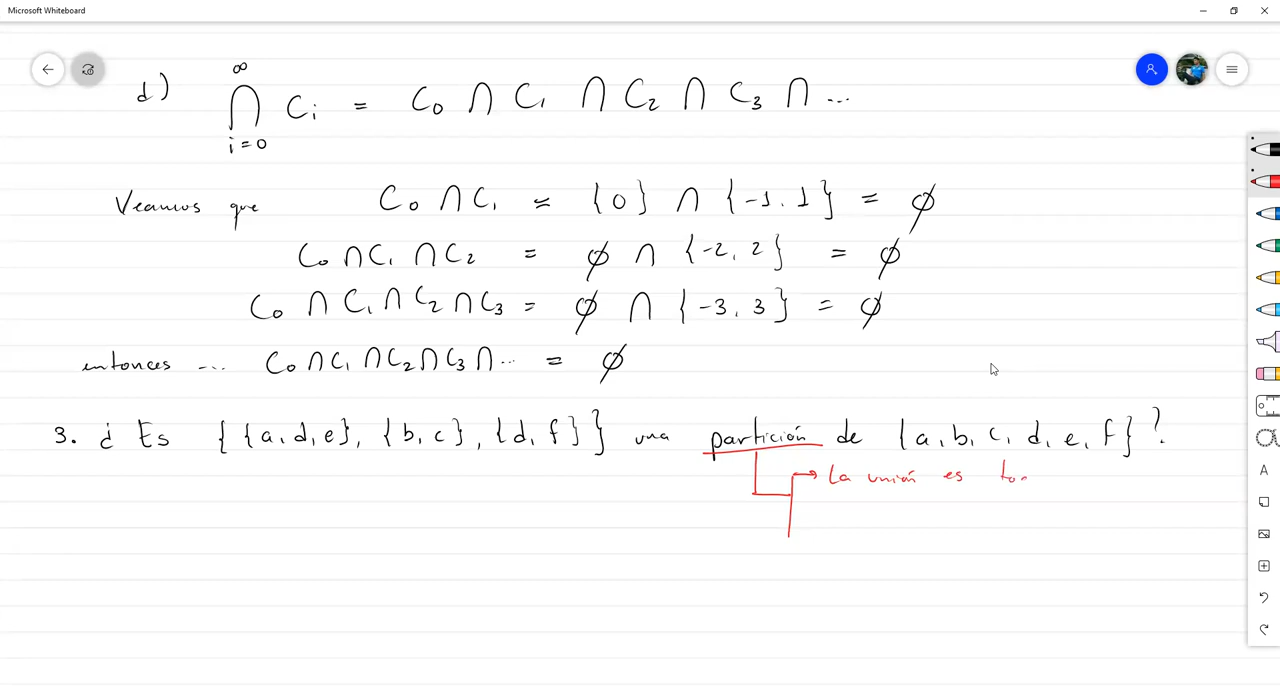 Microsoft Whiteboard
d) ∞ ⋂ i=0 Ci = C0 ∩ C1 ∩ C2 ∩ C3 ∩ ...
Veamos que C0 ∩ C1 = {0} ∩ {-1, 1} = ∅
C0 ∩ C1 ∩ C2 = ∅ ∩ {-2, 2} = ∅
C0 ∩ C1 ∩ C2 ∩ C3 = ∅ ∩ {-3, 3} = ∅
entonces ... C0 ∩ C1 ∩ C2 ∩ C3 ∩ ... = ∅
3. ¿ Es {{a, d, e}, {b, c}, {d, f}} una partición de {a, b, c, d, e, f} ?
La unión es to
A